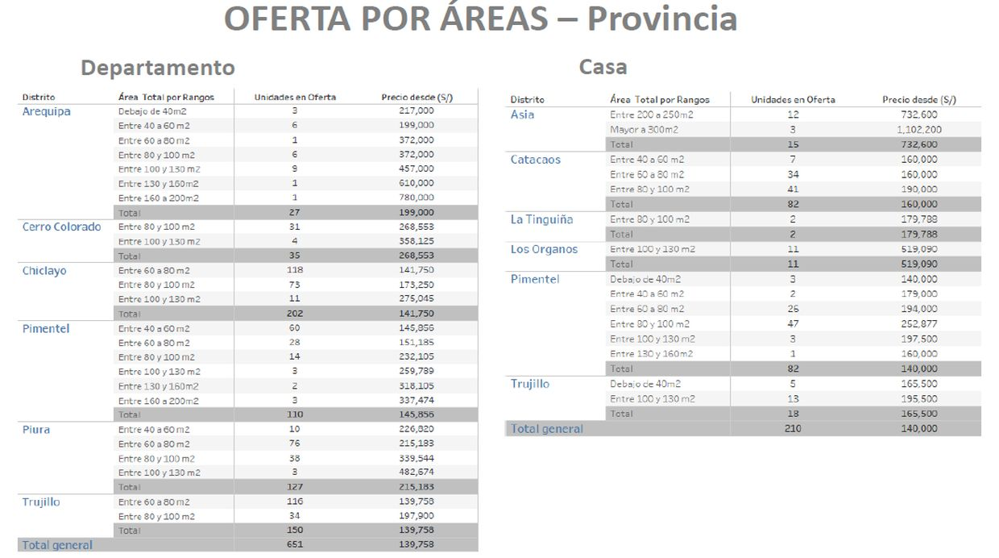 OFERTA POR ÁREAS – Provincia
Departamento
Distrito Área Total por Rangos Unidades en Oferta Precio desde (S/)
Arequipa Debajo de 40m2 3 217,000
Entre 40 a 60 m2 6 199,000
Entre 60 a 80 m2 1 372,000
Entre 80 y 100 m2 6 372,000
Entre 100 y 130 m2 9 457,000
Entre 130 y 160m2 1 610,000
Entre 160 a 200m2 1 780,000
Total 27 199,000
Cerro Colorado Entre 80 y 100 m2 31 268,553
Entre 100 y 130 m2 4 358,125
Total 35 268,553
Chiclayo Entre 60 a 80 m2 118 141,750
Entre 80 y 100 m2 73 173,250
Entre 100 y 130 m2 11 275,045
Total 202 141,750
Pimentel Entre 40 a 60 m2 60 145,856
Entre 60 a 80 m2 28 151,185
Entre 80 y 100 m2 14 232,105
Entre 100 y 130 m2 3 259,789
Entre 130 y 160m2 2 318,105
Entre 160 a 200m2 3 337,474
Total 110 145,856
Piura Entre 40 a 60 m2 10 226,820
Entre 60 a 80 m2 76 215,183
Entre 80 y 100 m2 38 339,544
Entre 100 y 130 m2 3 482,674
Total 127 215,183
Trujillo Entre 60 a 80 m2 116 139,758
Entre 80 y 100 m2 34 197,900
Total 150 139,758
Total general 651 139,758
Casa
Distrito Área Total por Rangos Unidades en Oferta Precio desde (S/)
Asia Entre 200 a 250m2 12 732,600
Mayor a 300m2 3 1,102,200
Total 15 732,600
Catacaos Entre 40 a 60 m2 7 160,000
Entre 60 a 80 m2 34 160,000
Entre 80 y 100 m2 41 190,000
Total 82 160,000
La Tinguiña Entre 80 y 100 m2 2 179,788
Total 2 179,788
Los Organos Entre 100 y 130 m2 11 519,090
Total 11 519,090
Pimentel Debajo de 40m2 3 140,000
Entre 40 a 60 m2 2 179,000
Entre 60 a 80 m2 26 194,000
Entre 80 y 100 m2 47 252,877
Entre 100 y 130 m2 3 197,500
Entre 130 y 160m2 1 160,000
Total 82 140,000
Trujillo Debajo de 40m2 5 165,500
Entre 100 y 130 m2 13 195,500
Total 18 165,500
Total general 210 140,000